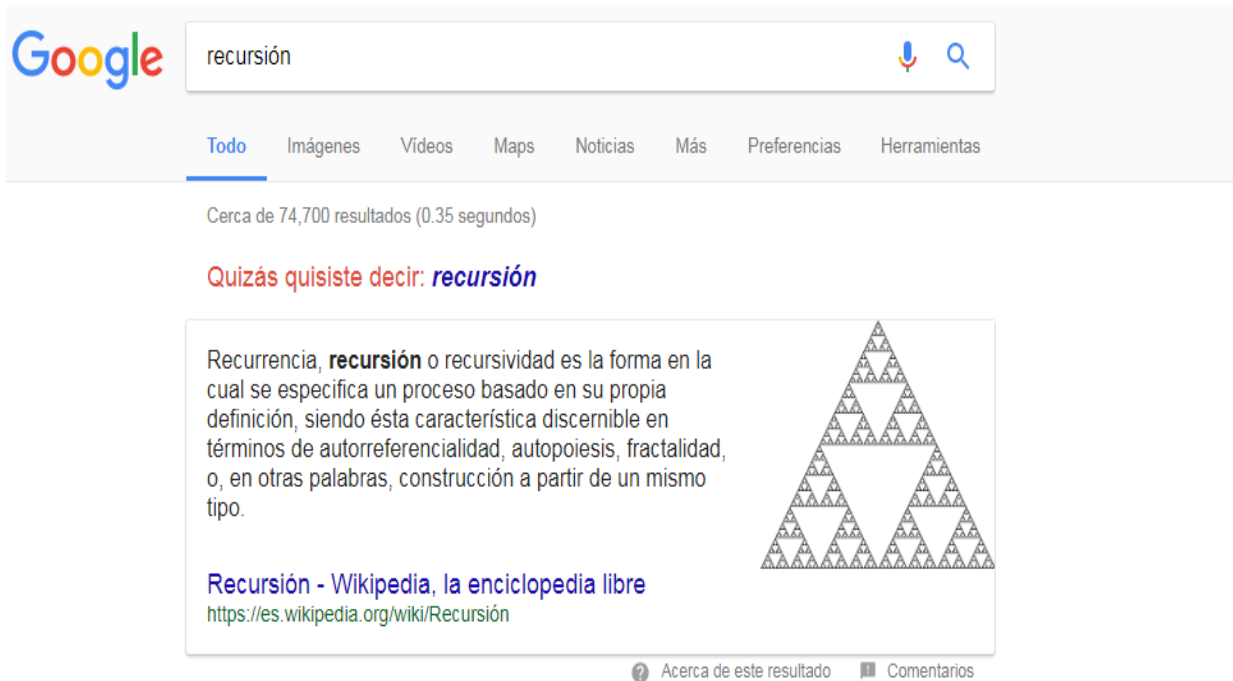 Google
recursión
Todo Imágenes Vídeos Maps Noticias Más Preferencias Herramientas
Cerca de 74,700 resultados (0.35 segundos)
Quizás quisiste decir: recursión
Recurrencia, recursión o recursividad es la forma en la
cual se especifica un proceso basado en su propia
definición, siendo ésta característica discernible en
términos de autorreferencialidad, autopoiesis, fractalidad,
o, en otras palabras, construcción a partir de un mismo
tipo.
Recursión - Wikipedia, la enciclopedia libre
https://es.wikipedia.org/wiki/Recursión
Acerca de este resultado Comentarios